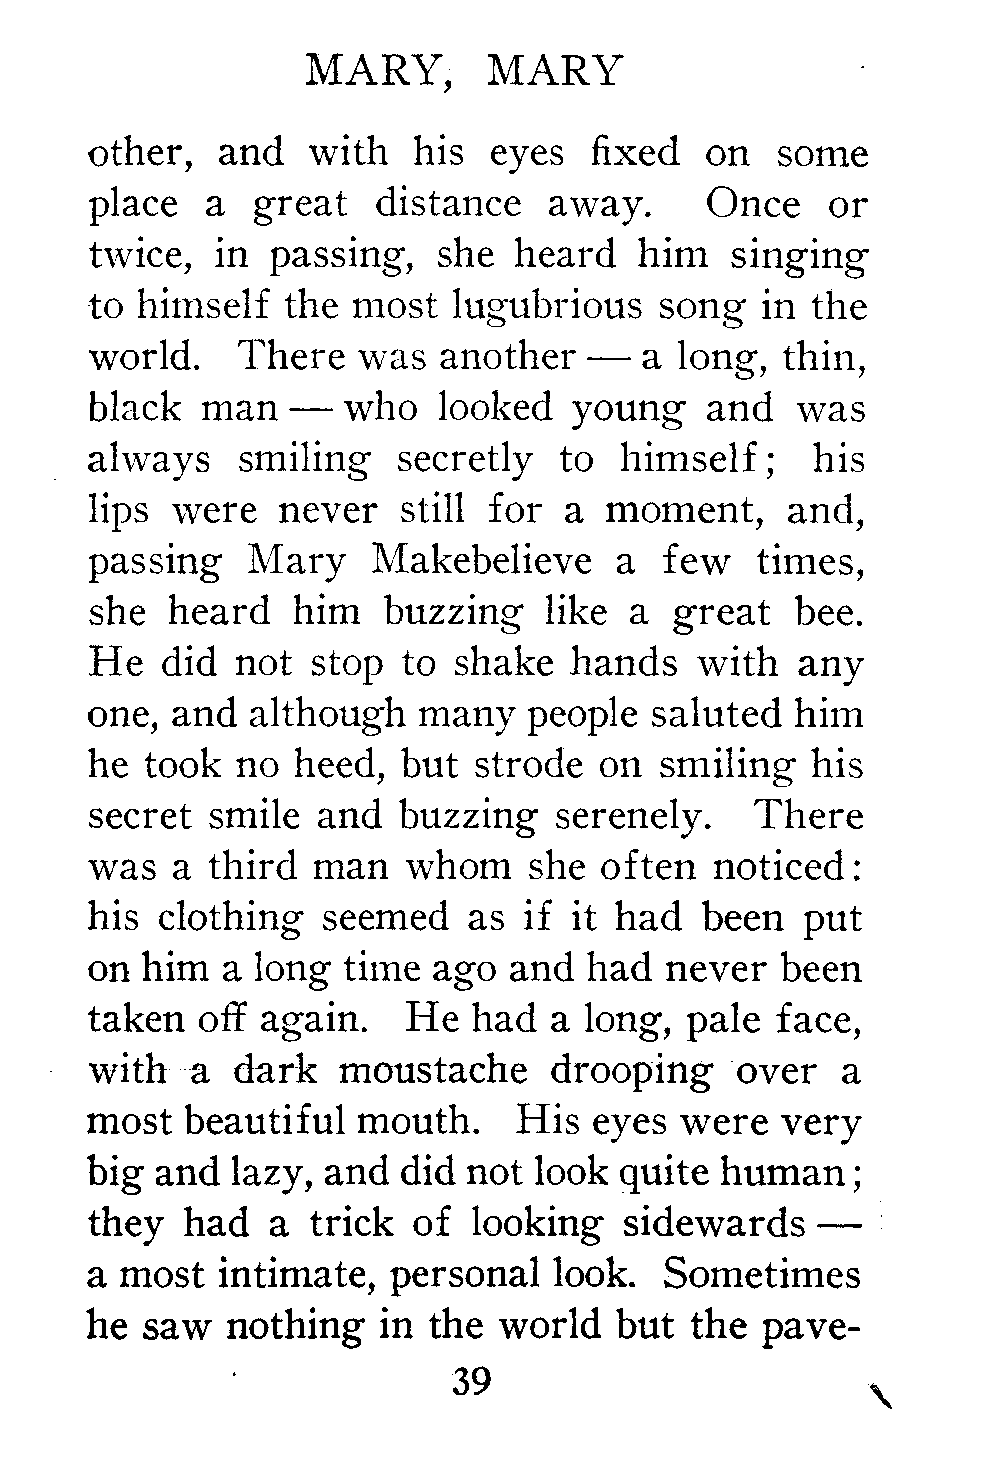 MARY, MARY
other, and with his eyes fixed on some
place a great distance away. Once or
twice, in passing, she heard him singing
to himself the most lugubrious song in the
world. There was another — a long, thin,
black man — who looked young and was
always smiling secretly to himself; his
lips were never still for a moment, and,
passing Mary Makebelieve a few times,
she heard him buzzing like a great bee.
He did not stop to shake hands with any
one, and although many people saluted him
he took no heed, but strode on smiling his
secret smile and buzzing serenely. There
was a third man whom she often noticed:
his clothing seemed as if it had been put
on him a long time ago and had never been
taken off again. He had a long, pale face,
with a dark moustache drooping over a
most beautiful mouth. His eyes were very
big and lazy, and did not look quite human;
they had a trick of looking sidewards —
a most intimate, personal look. Sometimes
he saw nothing in the world but the pave-
39